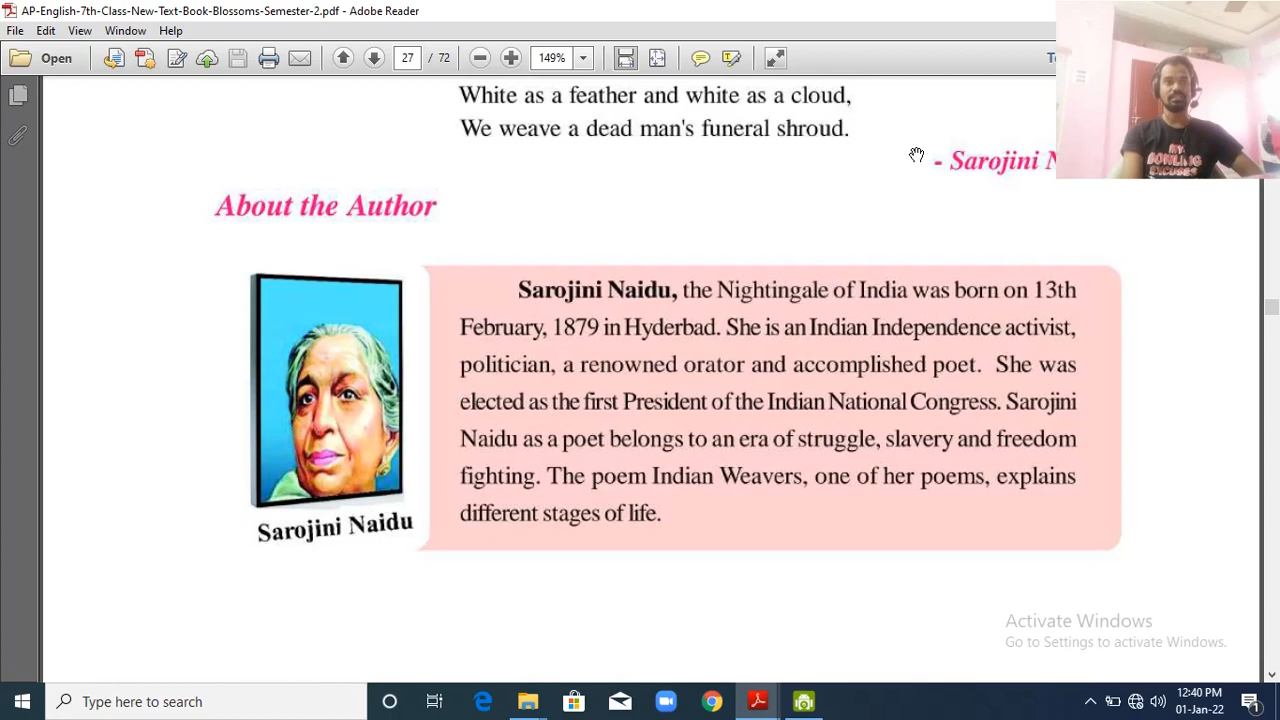 AP-English-7th-Class-New-Text-Book-Blossoms-Semester-2.pdf - Adobe Reader
File Edit View Window Help
Open 27 / 72 149%
White as a feather and white as a cloud,
We weave a dead man's funeral shroud.
- Sarojini
About the Author
Sarojini Naidu, the Nightingale of India was born on 13th
February, 1879 in Hyderbad. She is an Indian Independence activist,
politician, a renowned orator and accomplished poet. She was
elected as the first President of the Indian National Congress. Sarojini
Naidu as a poet belongs to an era of struggle, slavery and freedom
fighting. The poem Indian Weavers, one of her poems, explains
different stages of life.
Sarojini Naidu
MY
BOWLING
EXCUSES
Activate Windows
Go to Settings to activate Windows.
Type here to search
12:40 PM
01-Jan-22
1